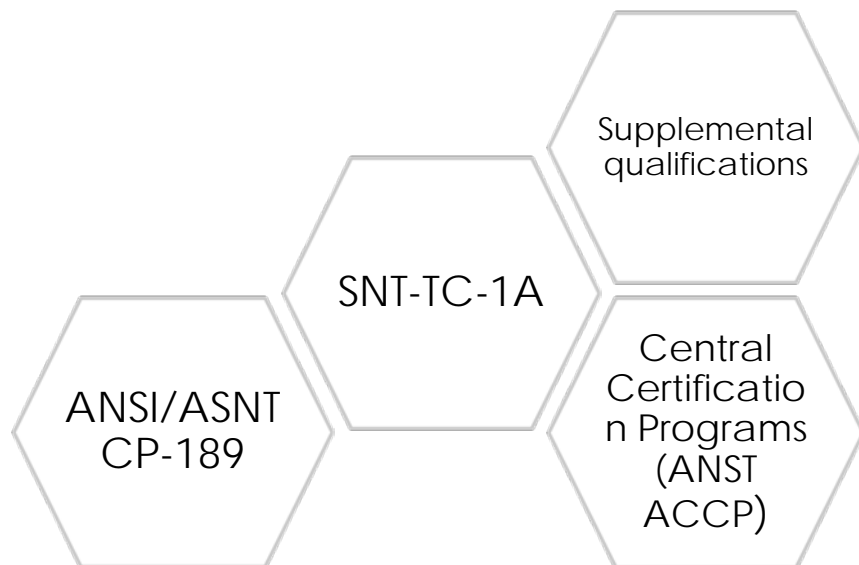 Supplemental
qualifications
SNT-TC-1A
ANSI/ASNT
CP-189
Central
Certificatio
n Programs
(ANST
ACCP)